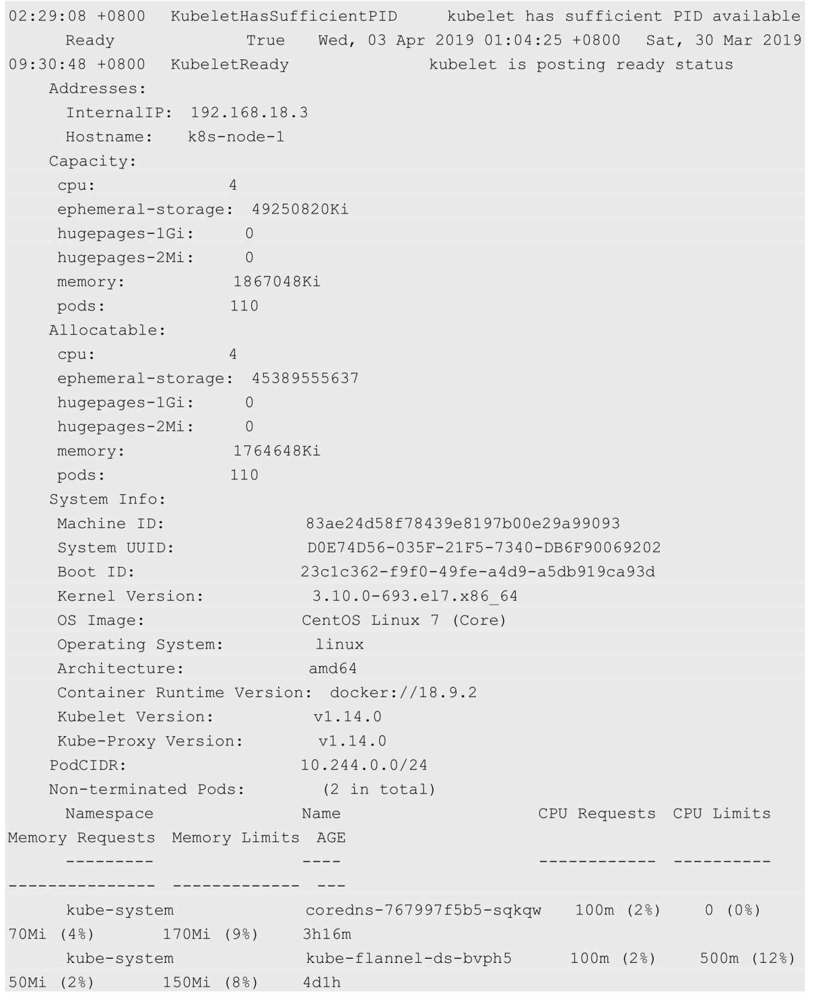 02:29:08 +0800 KubeletHasSufficientPID kubelet has sufficient PID available
Ready True Wed, 03 Apr 2019 01:04:25 +0800 Sat, 30 Mar 2019
09:30:48 +0800 KubeletReady kubelet is posting ready status
Addresses:
InternalIP: 192.168.18.3
Hostname: k8s-node-1
Capacity:
cpu: 4
ephemeral-storage: 49250820Ki
hugepages-1Gi: 0
hugepages-2Mi: 0
memory: 1867048Ki
pods: 110
Allocatable:
cpu: 4
ephemeral-storage: 45389555637
hugepages-1Gi: 0
hugepages-2Mi: 0
memory: 1764648Ki
pods: 110
System Info:
Machine ID: 83ae24d58f78439e8197b00e29a99093
System UUID: D0E74D56-035F-21F5-7340-DB6F90069202
Boot ID: 23c1c362-f9f0-49fe-a4d9-a5db919ca93d
Kernel Version: 3.10.0-693.el7.x86_64
OS Image: CentOS Linux 7 (Core)
Operating System: linux
Architecture: amd64
Container Runtime Version: docker://18.9.2
Kubelet Version: v1.14.0
Kube-Proxy Version: v1.14.0
PodCIDR: 10.244.0.0/24
Non-terminated Pods: (2 in total)
Namespace Name CPU Requests CPU Limits
Memory Requests Memory Limits AGE
--------- ---- ------------ ----------
--------------- ------------- ---
kube-system coredns-767997f5b5-sqkqw 100m (2%) 0 (0%)
70Mi (4%) 170Mi (9%) 3h16m
kube-system kube-flannel-ds-bvph5 100m (2%) 500m (12%)
50Mi (2%) 150Mi (8%) 4d1h